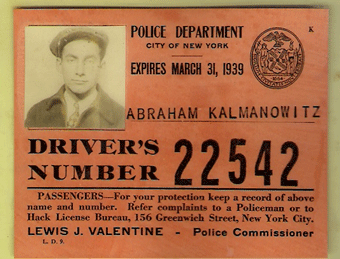 POLICE DEPARTMENT
K
CITY OF NEW YORK
EXPIRES MARCH 31, 1939
ABRAHAM KALMANOWITZ
DRIVER'S
NUMBER 22542
PASSENGERS—For your protection keep a record of above
name and number. Refer complaints to a Policeman or to
Hack License Bureau, 156 Greenwich Street, New York City.
LEWIS J. VALENTINE - Police Commissioner
L. D. 9.